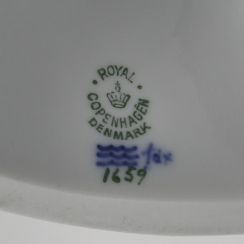 ROYAL
COPENHAGEN
DENMARK
1659